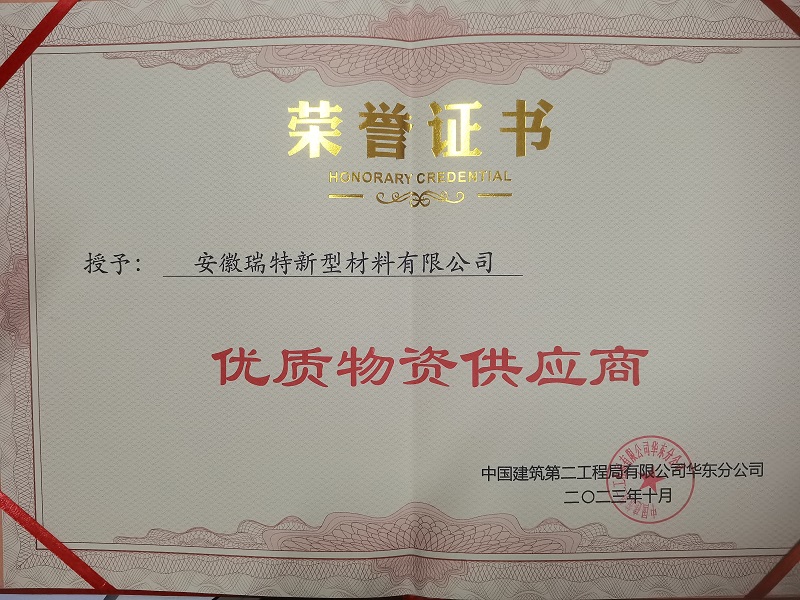 荣誉证书
HONORARY CREDENTIAL
授予： 安徽瑞特新型材料有限公司
优质物资供应商
中国建筑第二工程局有限公司华东分公司
二〇二三年十月